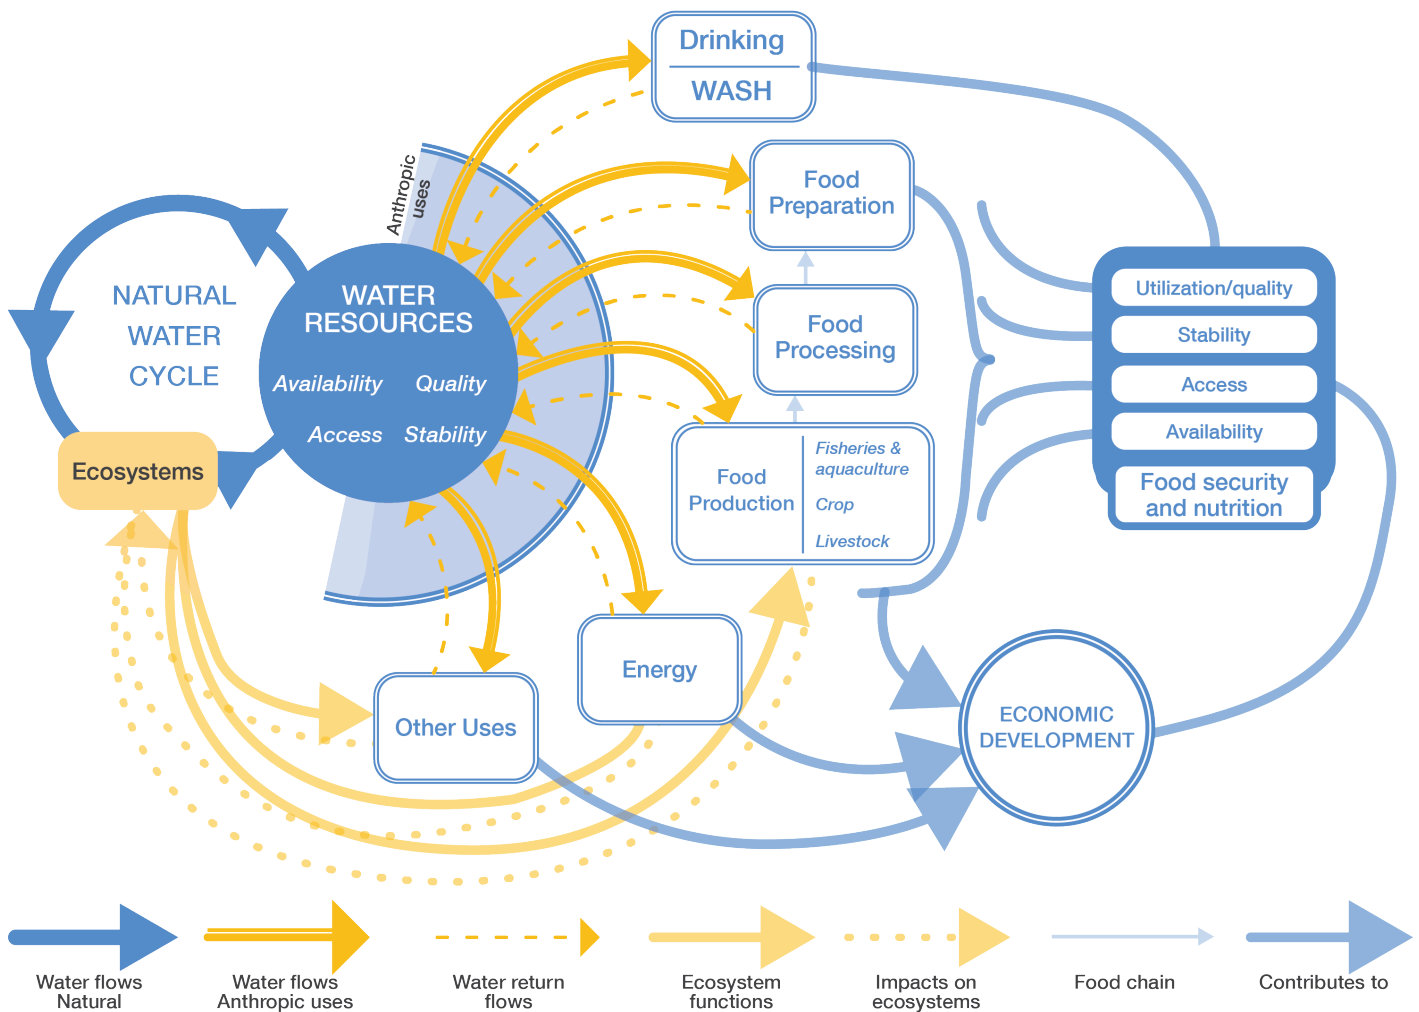 Drinking
WASH
Anthropic
uses
Food
Preparation
NATURAL
WATER
CYCLE
WATER
RESOURCES
Availability Quality
Access Stability
Utilization/quality
Stability
Access
Availability
Food security
and nutrition
Food
Processing
Ecosystems
Food
Production
Fisheries &
aquaculture
Crop
Livestock
Energy
Other Uses
ECONOMIC
DEVELOPMENT
Water flows
Natural
Water flows
Anthropic uses
Water return
flows
Ecosystem
functions
Impacts on
ecosystems
Food chain
Contributes to